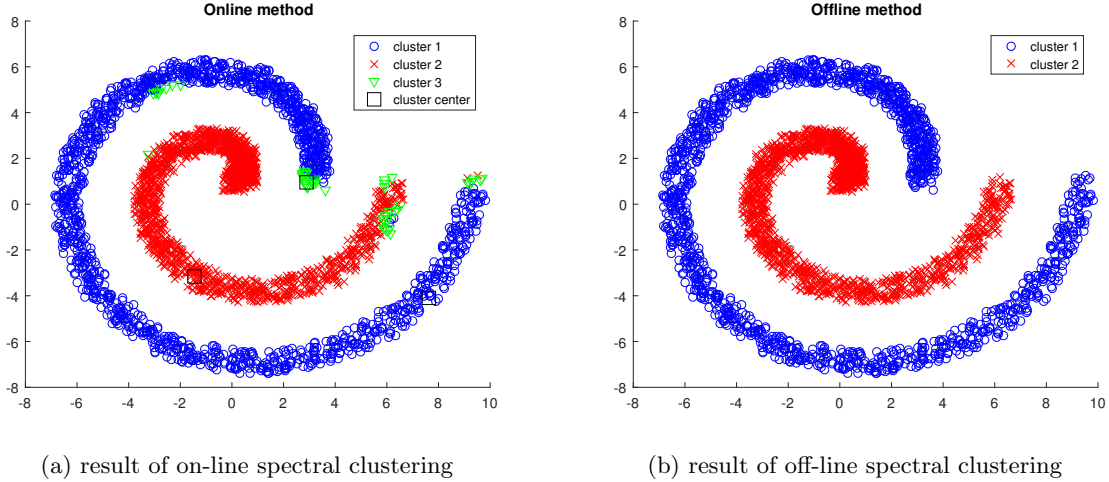 Online method
8
6
4
2
0
-2
-4
-6
-8
-8 -6 -4 -2 0 2 4 6 8 10
cluster 1
cluster 2
cluster 3
cluster center
(a) result of on-line spectral clustering
Offline method
8
6
4
2
0
-2
-4
-6
-8
-8 -6 -4 -2 0 2 4 6 8 10
cluster 1
cluster 2
(b) result of off-line spectral clustering